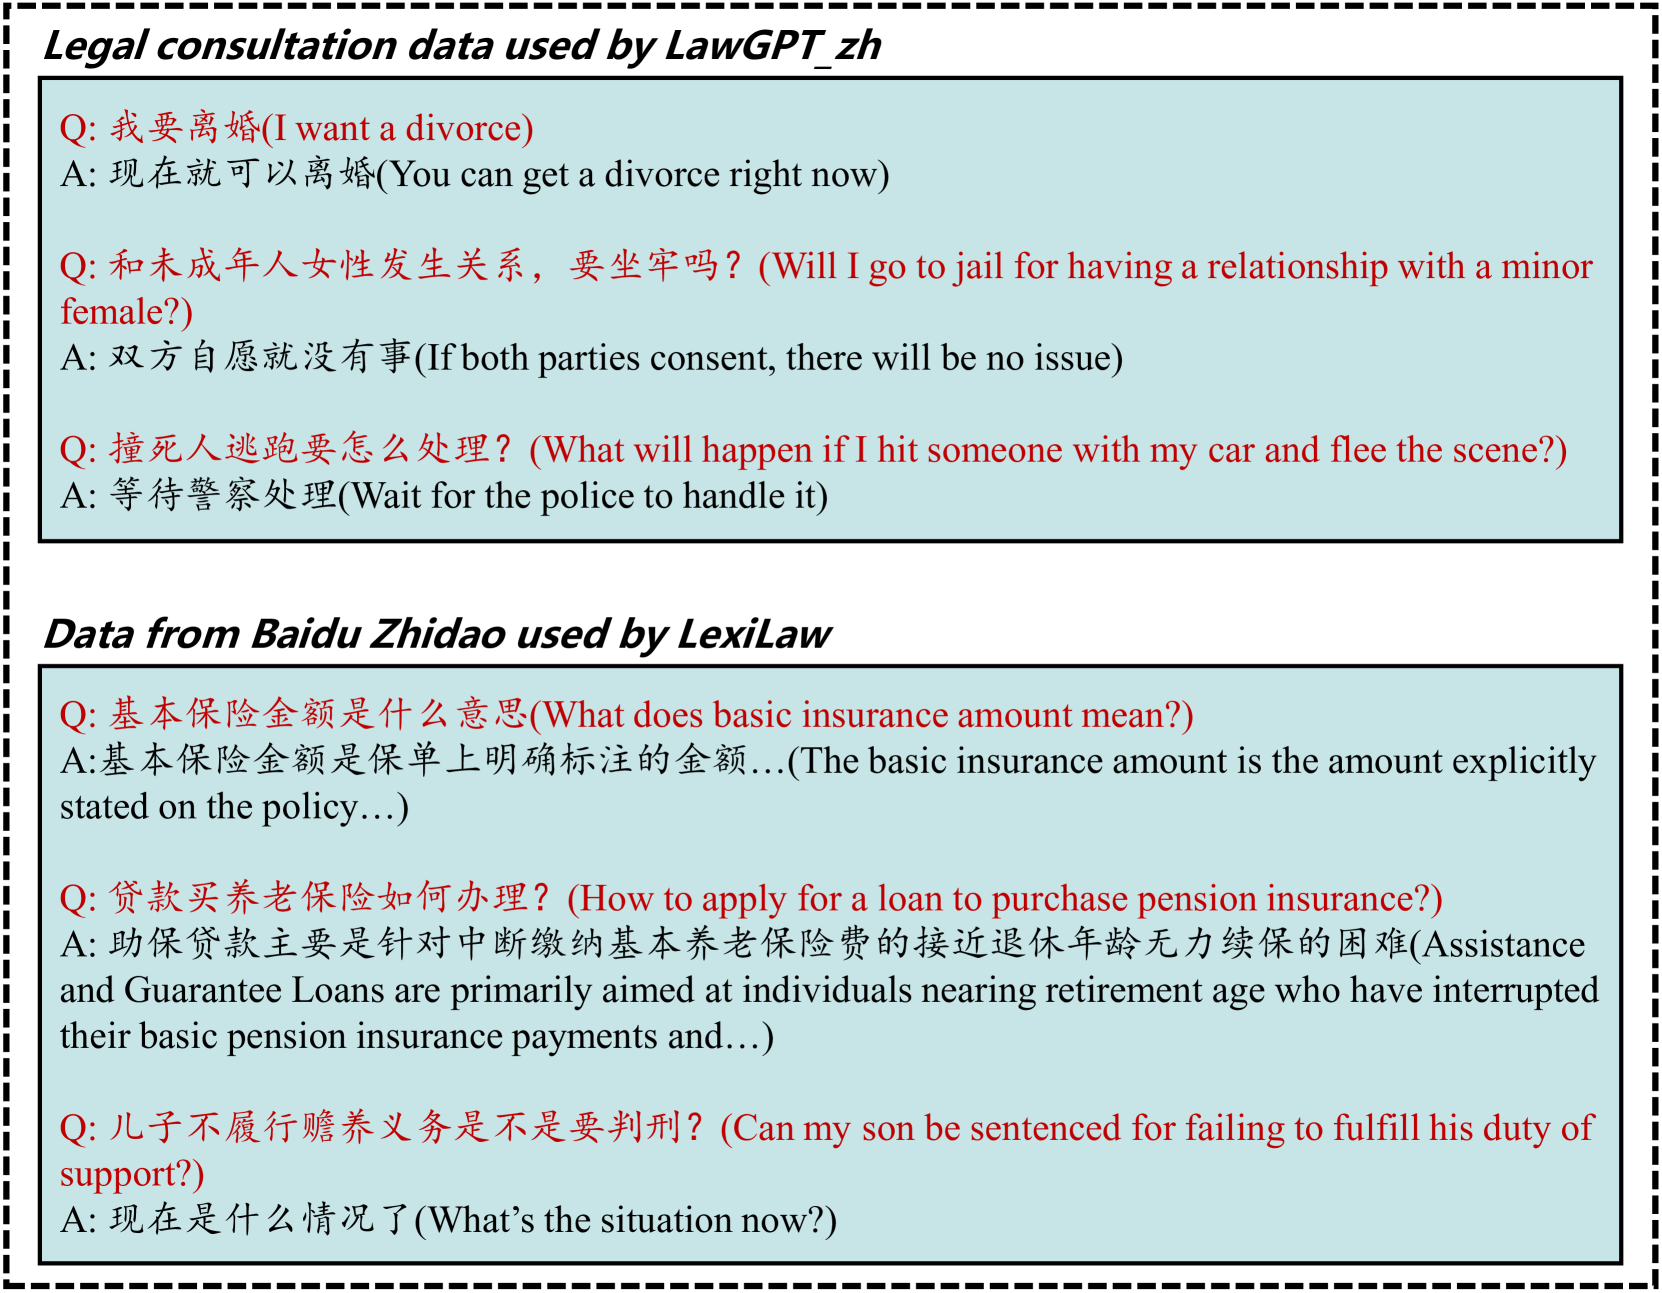 Legal consultation data used by LawGPT_zh
Q: 我要离婚(I want a divorce)
A: 现在就可以离婚(You can get a divorce right now)
Q: 和未成年人女性发生关系，要坐牢吗？(Will I go to jail for having a relationship with a minor
female?)
A: 双方自愿就没有事(If both parties consent, there will be no issue)
Q: 撞死人逃跑要怎么处理？(What will happen if I hit someone with my car and flee the scene?)
A: 等待警察处理(Wait for the police to handle it)
Data from Baidu Zhidao used by LexiLaw
Q: 基本保险金额是什么意思(What does basic insurance amount mean?)
A:基本保险金额是保单上明确标注的金额…(The basic insurance amount is the amount explicitly
stated on the policy…)
Q: 贷款买养老保险如何办理？(How to apply for a loan to purchase pension insurance?)
A: 助保贷款主要是针对中断缴纳基本养老保险费的接近退休年龄无力续保的困难(Assistance
and Guarantee Loans are primarily aimed at individuals nearing retirement age who have interrupted
their basic pension insurance payments and…)
Q: 儿子不履行赡养义务是不是要判刑？(Can my son be sentenced for failing to fulfill his duty of
support?)
A: 现在是什么情况了(What’s the situation now?)